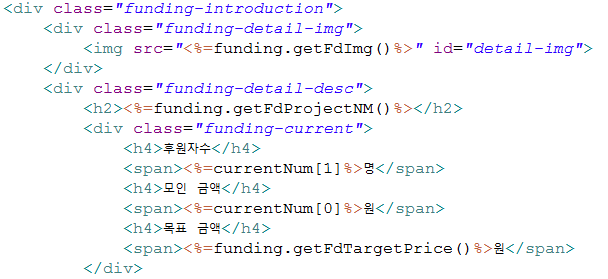 <div class="funding-introduction">
    <div class="funding-detail-img">
        <img src="<%=funding.getFdImg()%>" id="detail-img">
    </div>
    <div class="funding-detail-desc">
        <h2><%=funding.getFdProjectNM()%></h2>
        <div class="funding-current">
            <h4>후원자수</h4>
            <span><%=currentNum[1]%>명</span>
            <h4>모인 금액</h4>
            <span><%=currentNum[0]%>원</span>
            <h4>목표 금액</h4>
            <span><%=funding.getFdTargetPrice()%>원</span>
        </div>